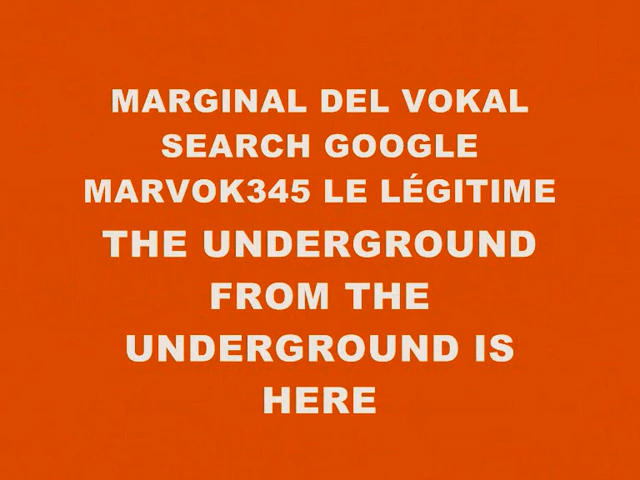 MARGINAL DEL VOKAL
SEARCH GOOGLE
MARVOK345 LE LÉGITIME
THE UNDERGROUND
FROM THE
UNDERGROUND IS
HERE